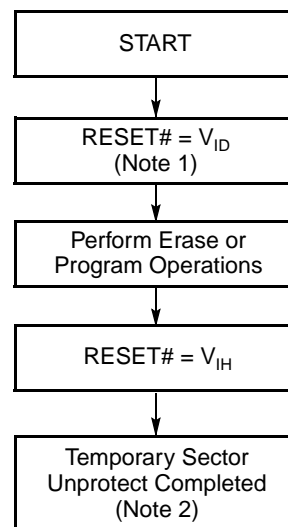 START
RESET# = V_ID
(Note 1)
Perform Erase or
Program Operations
RESET# = V_IH
Temporary Sector
Unprotect Completed
(Note 2)